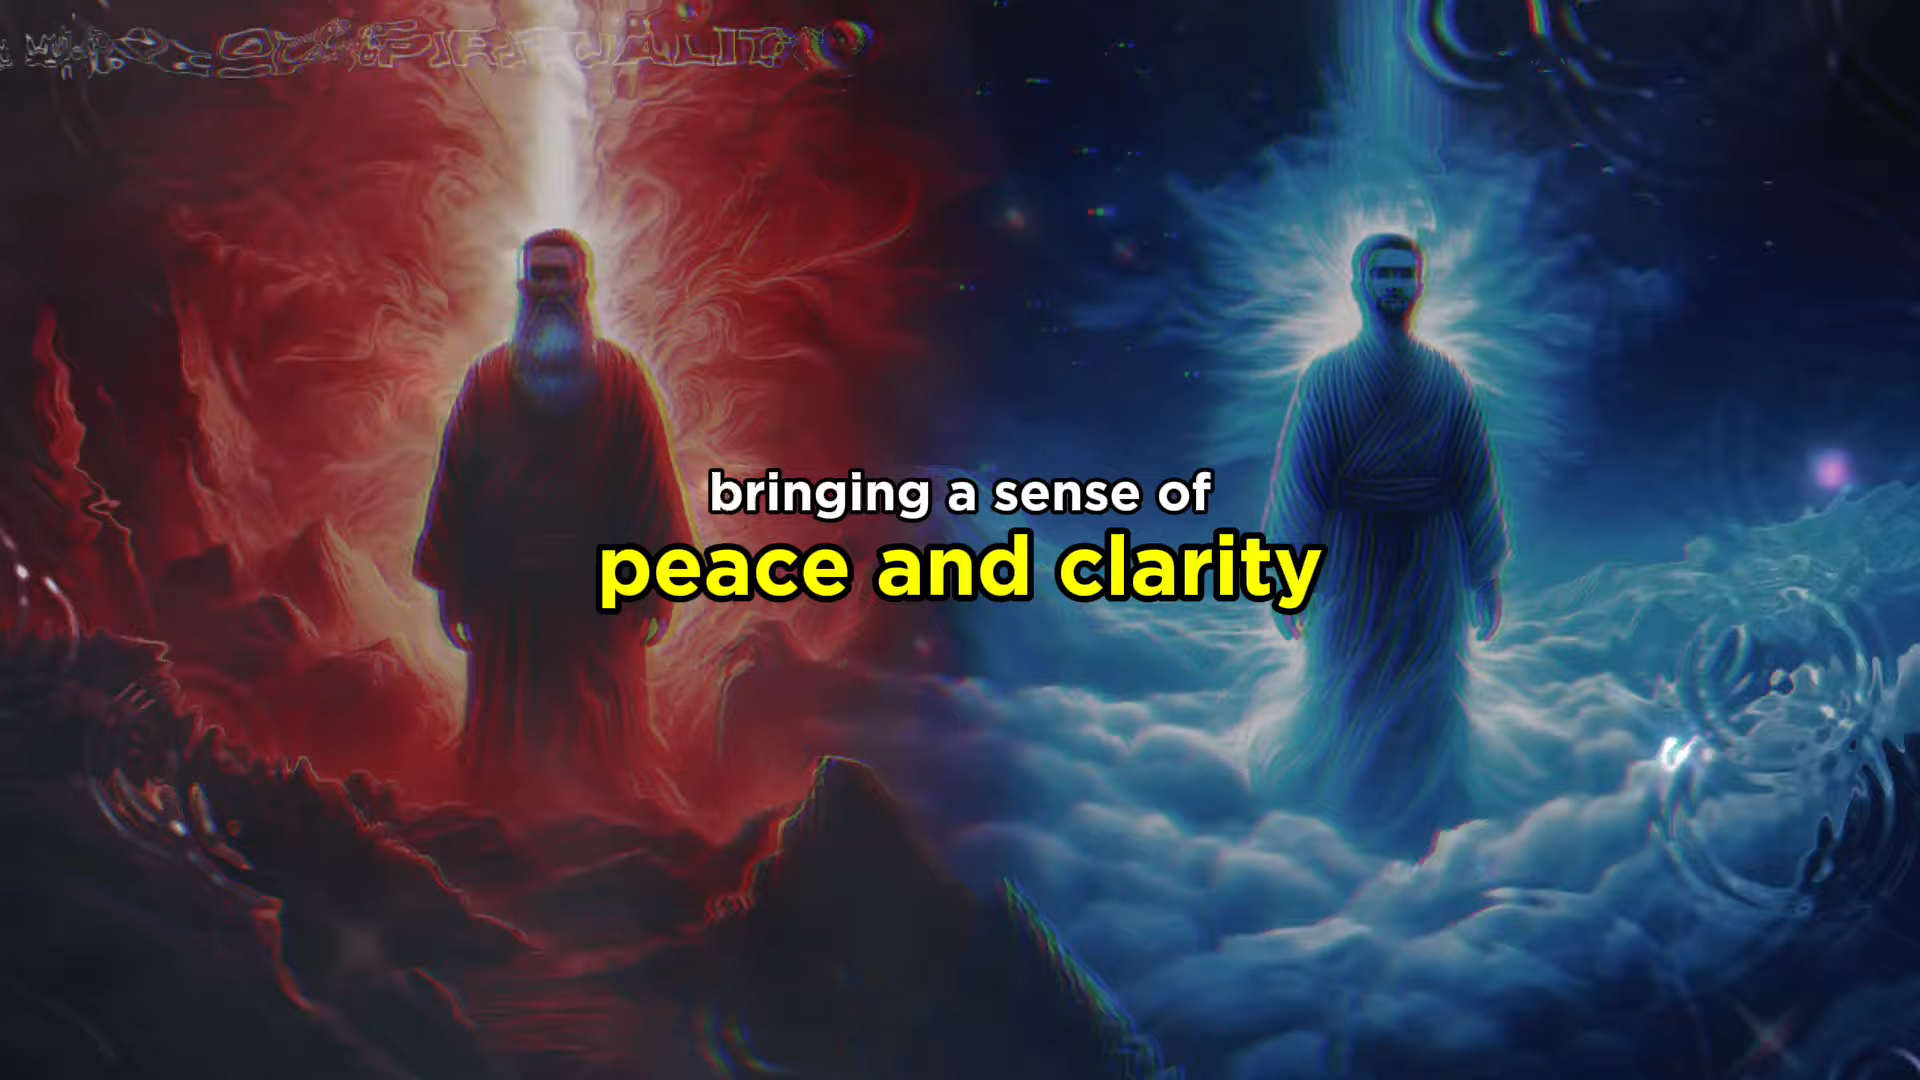 bringing a sense of
peace and clarity